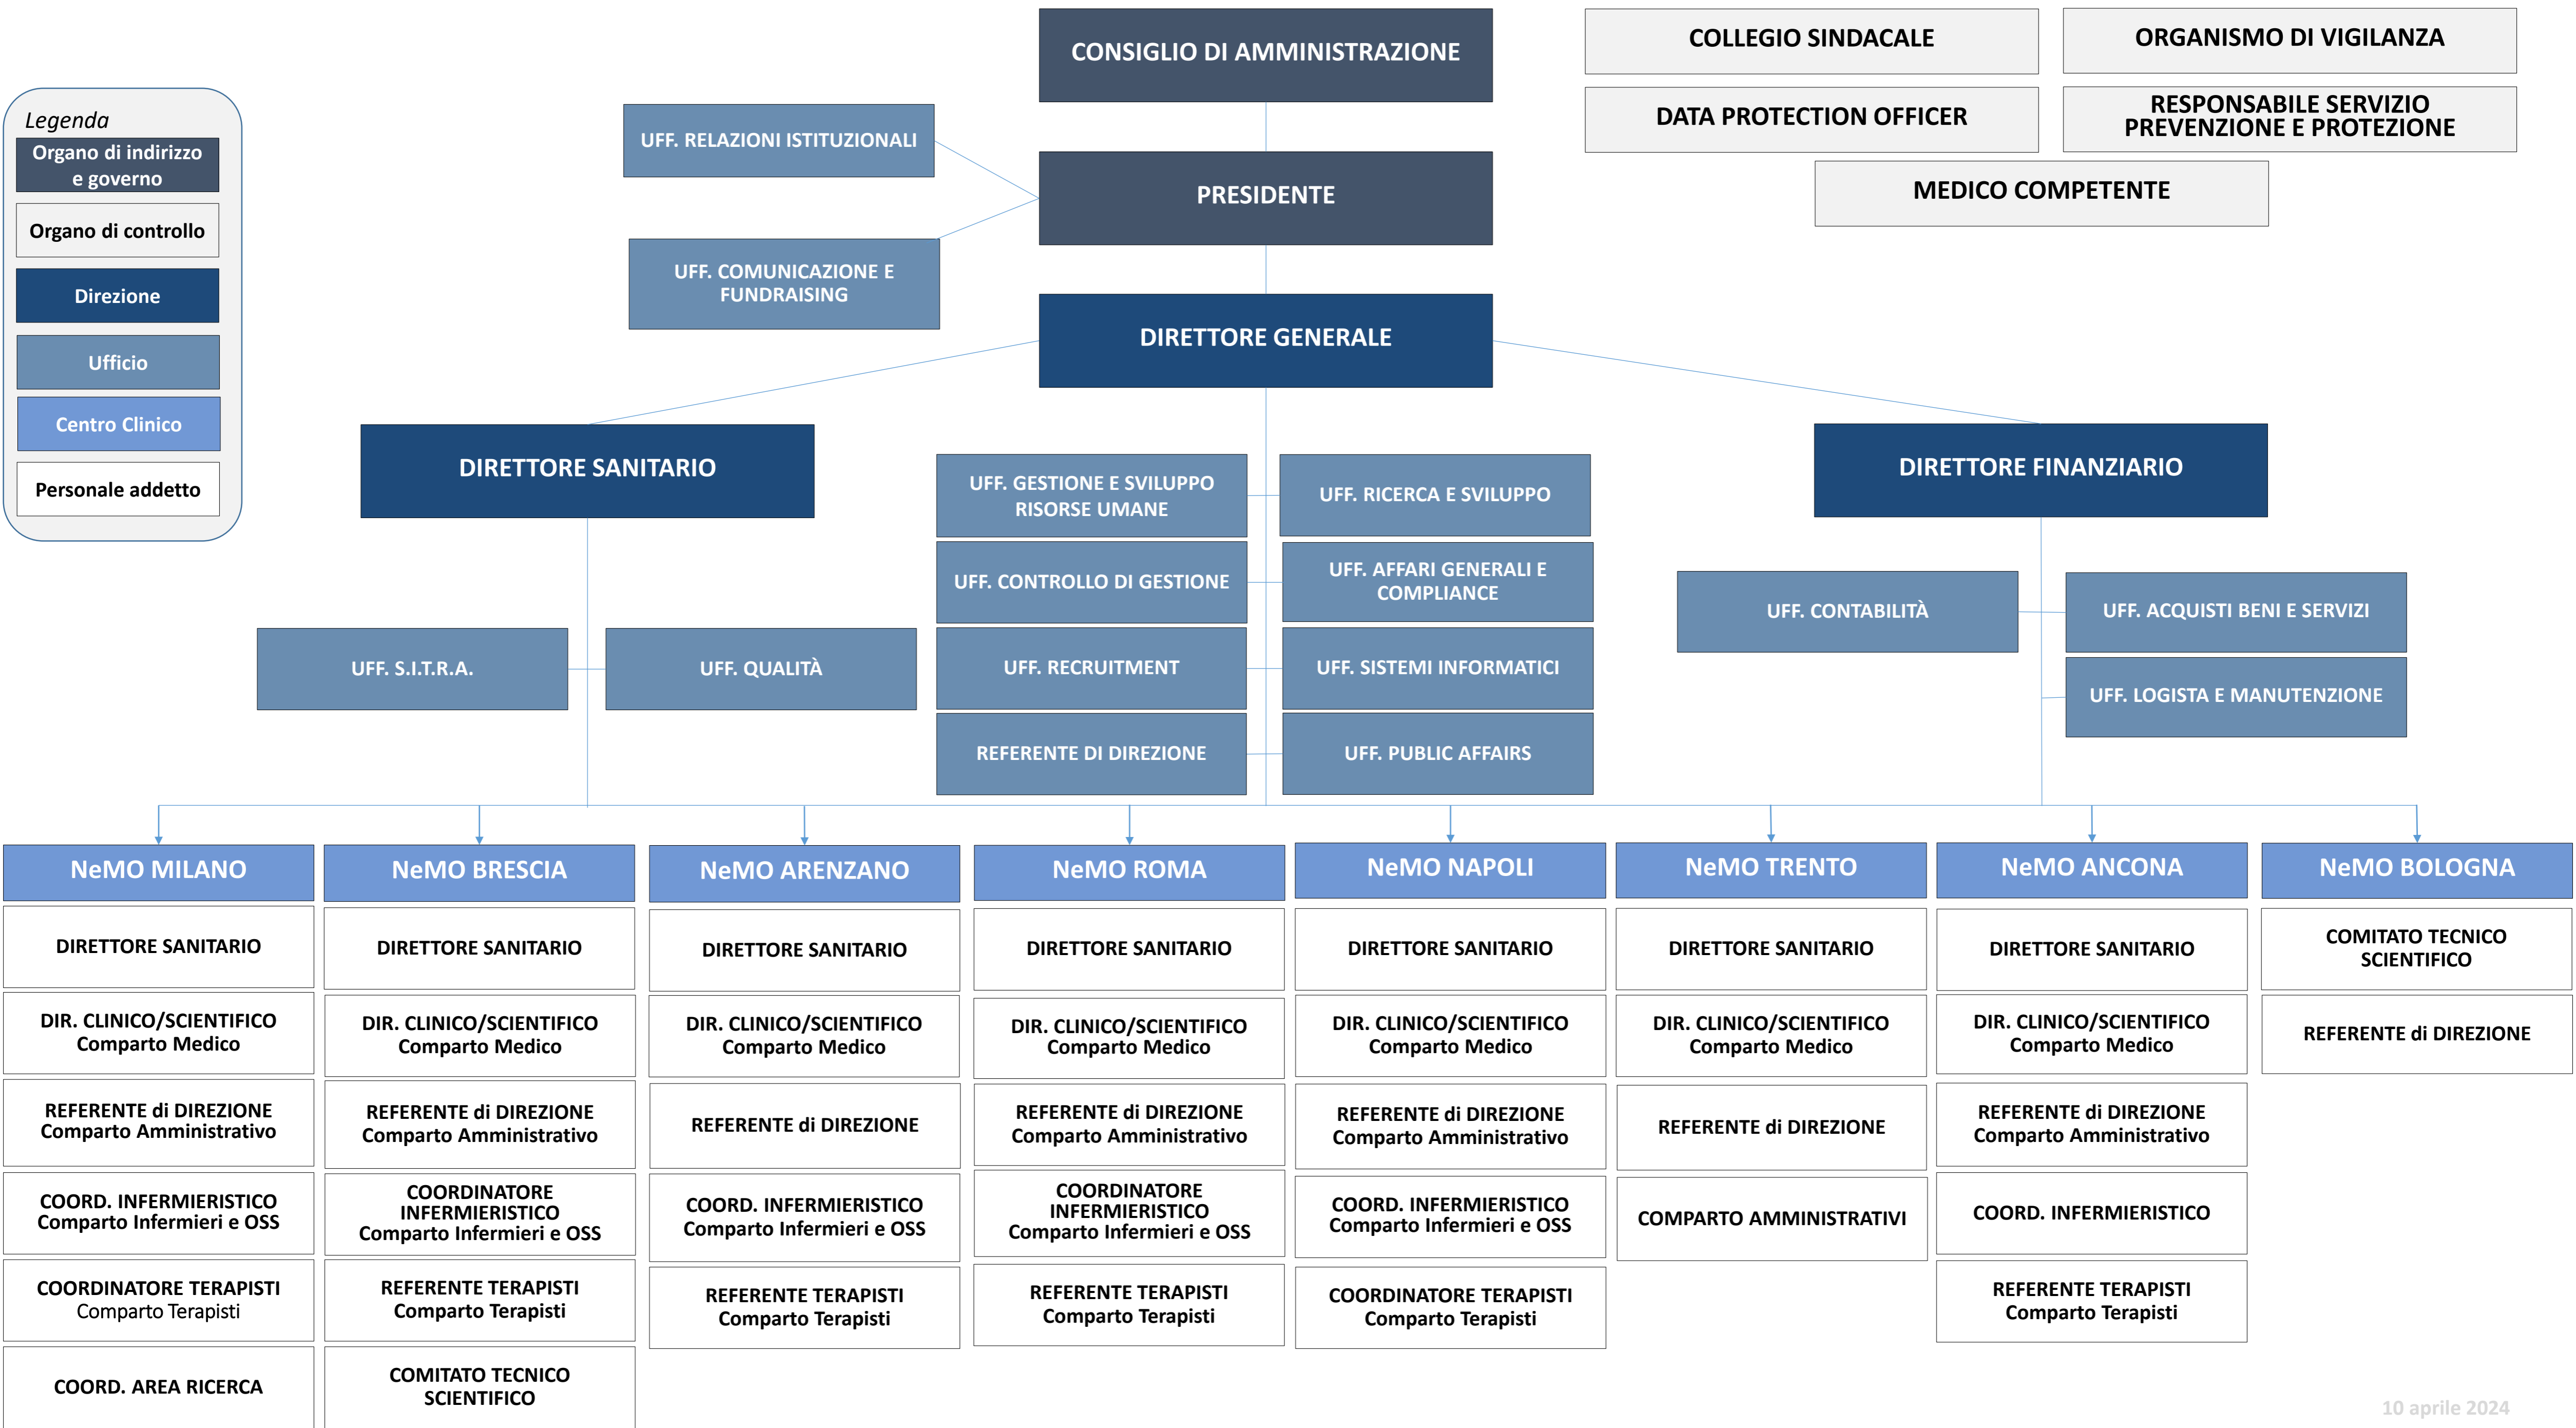 CONSIGLIO DI AMMINISTRAZIONE
COLLEGIO SINDACALE
ORGANISMO DI VIGILANZA
DATA PROTECTION OFFICER
RESPONSABILE SERVIZIO
PREVENZIONE E PROTEZIONE
MEDICO COMPETENTE
Legenda
Organo di indirizzo
e governo
Organo di controllo
Direzione
Ufficio
Centro Clinico
Personale addetto
UFF. RELAZIONI ISTITUZIONALI
PRESIDENTE
UFF. COMUNICAZIONE E
FUNDRAISING
DIRETTORE GENERALE
DIRETTORE SANITARIO
DIRETTORE FINANZIARIO
UFF. GESTIONE E SVILUPPO
RISORSE UMANE
UFF. RICERCA E SVILUPPO
UFF. CONTROLLO DI GESTIONE
UFF. AFFARI GENERALI E
COMPLIANCE
UFF. RECRUITMENT
UFF. SISTEMI INFORMATICI
REFERENTE DI DIREZIONE
UFF. PUBLIC AFFAIRS
UFF. S.I.T.R.A.
UFF. QUALITÀ
UFF. CONTABILITÀ
UFF. ACQUISTI BENI E SERVIZI
UFF. LOGISTA E MANUTENZIONE
NeMO MILANO
DIRETTORE SANITARIO
DIR. CLINICO/SCIENTIFICO
Comparto Medico
REFERENTE di DIREZIONE
Comparto Amministrativo
COORD. INFERMIERISTICO
Comparto Infermieri e OSS
COORDINATORE TERAPISTI
Comparto Terapisti
COORD. AREA RICERCA
NeMO BRESCIA
DIRETTORE SANITARIO
DIR. CLINICO/SCIENTIFICO
Comparto Medico
REFERENTE di DIREZIONE
Comparto Amministrativo
COORDINATORE
INFERMIERISTICO
Comparto Infermieri e OSS
REFERENTE TERAPISTI
Comparto Terapisti
COMITATO TECNICO
SCIENTIFICO
NeMO ARENZANO
DIRETTORE SANITARIO
DIR. CLINICO/SCIENTIFICO
Comparto Medico
REFERENTE di DIREZIONE
COORD. INFERMIERISTICO
Comparto Infermieri e OSS
REFERENTE TERAPISTI
Comparto Terapisti
NeMO ROMA
DIRETTORE SANITARIO
DIR. CLINICO/SCIENTIFICO
Comparto Medico
REFERENTE di DIREZIONE
Comparto Amministrativo
COORDINATORE
INFERMIERISTICO
Comparto Infermieri e OSS
REFERENTE TERAPISTI
Comparto Terapisti
NeMO NAPOLI
DIRETTORE SANITARIO
DIR. CLINICO/SCIENTIFICO
Comparto Medico
REFERENTE di DIREZIONE
Comparto Amministrativo
COORD. INFERMIERISTICO
Comparto Infermieri e OSS
COORDINATORE TERAPISTI
Comparto Terapisti
NeMO TRENTO
DIRETTORE SANITARIO
DIR. CLINICO/SCIENTIFICO
Comparto Medico
REFERENTE di DIREZIONE
COMPARTO AMMINISTRATIVI
NeMO ANCONA
DIRETTORE SANITARIO
DIR. CLINICO/SCIENTIFICO
Comparto Medico
REFERENTE di DIREZIONE
Comparto Amministrativo
COORD. INFERMIERISTICO
REFERENTE TERAPISTI
Comparto Terapisti
NeMO BOLOGNA
COMITATO TECNICO
SCIENTIFICO
REFERENTE di DIREZIONE
10 aprile 2024